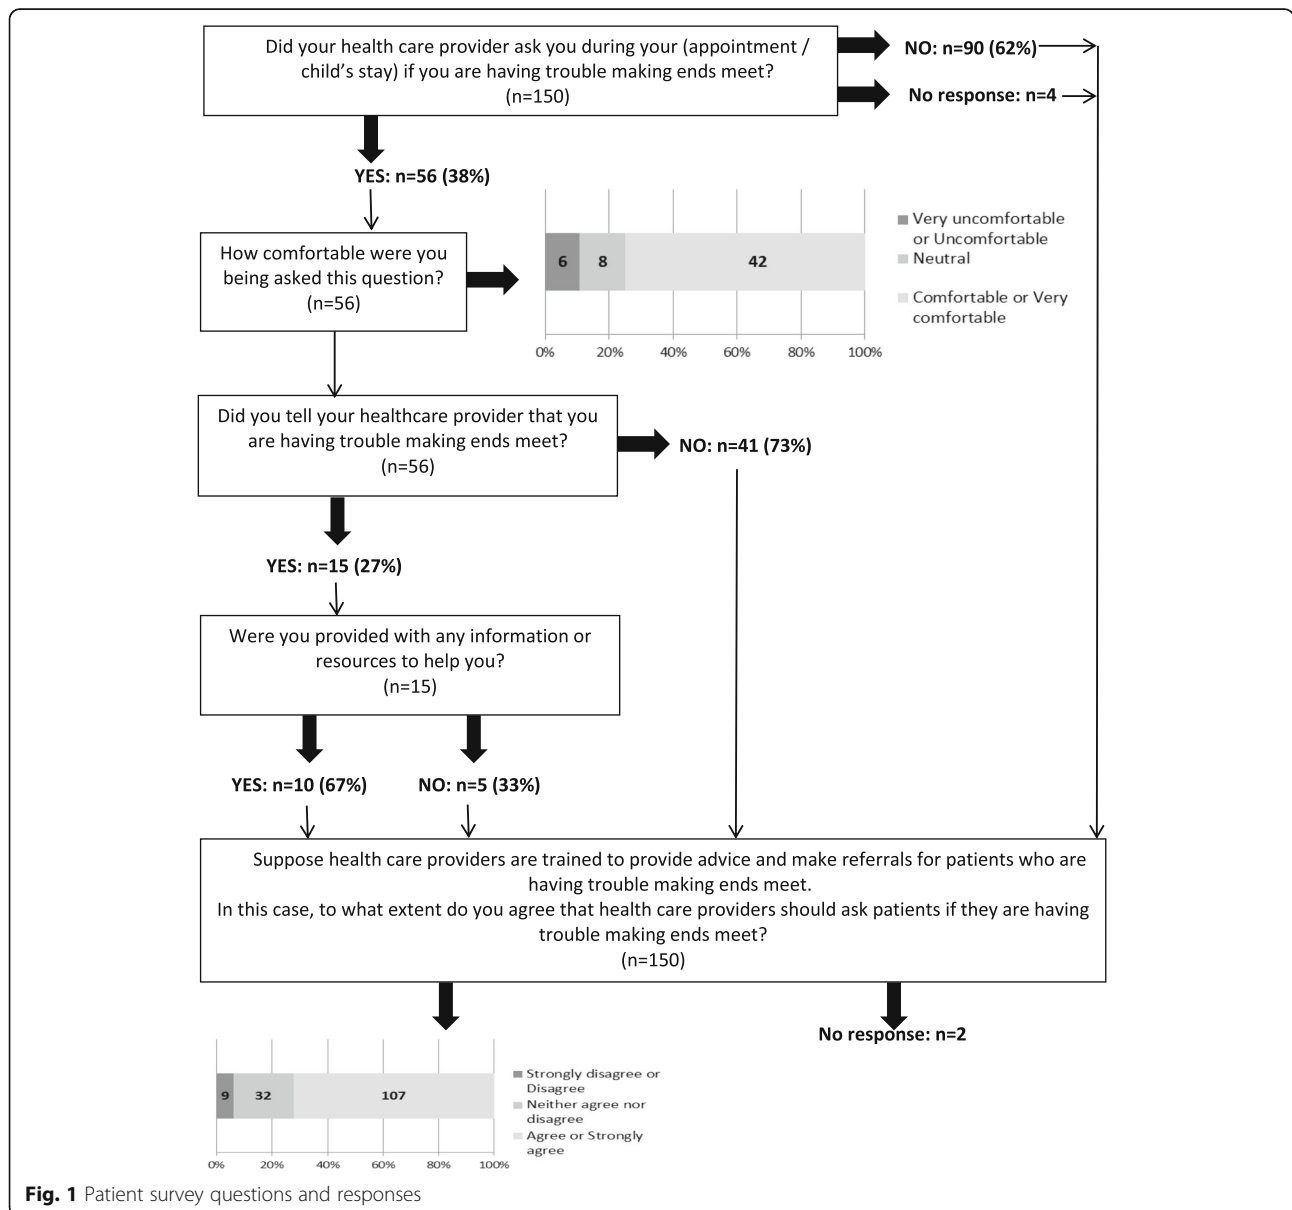 Did your health care provider ask you during your (appointment /
child’s stay) if you are having trouble making ends meet?
(n=150)
NO: n=90 (62%)
No response: n=4
YES: n=56 (38%)
How comfortable were you
being asked this question?
(n=56)
6 8 42
0% 20% 40% 60% 80% 100%
Very uncomfortable
or Uncomfortable
Neutral
Comfortable or Very
comfortable
Did you tell your healthcare provider that you
are having trouble making ends meet?
(n=56)
NO: n=41 (73%)
YES: n=15 (27%)
Were you provided with any information or
resources to help you?
(n=15)
YES: n=10 (67%)
NO: n=5 (33%)
Suppose health care providers are trained to provide advice and make referrals for patients who are
having trouble making ends meet.
In this case, to what extent do you agree that health care providers should ask patients if they are having
trouble making ends meet?
(n=150)
No response: n=2
9 32 107
0% 20% 40% 60% 80% 100%
Strongly disagree or
Disagree
Neither agree nor
disagree
Agree or Strongly
agree
Fig. 1 Patient survey questions and responses